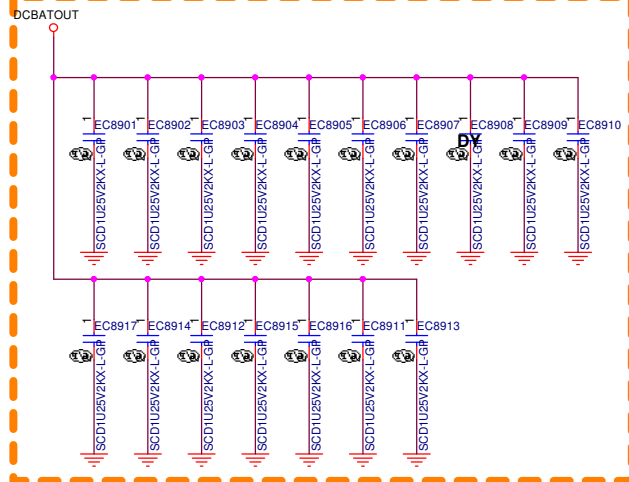 DCBATOUT
1 EC8901 1 EC8902 1 EC8903 1 EC8904 1 EC8905 1 EC8906 1 EC8907 1 EC8908 1 EC8909 1 EC8910
DY
SCD1U25V2KX-L-GP SCD1U25V2KX-L-GP SCD1U25V2KX-L-GP SCD1U25V2KX-L-GP SCD1U25V2KX-L-GP SCD1U25V2KX-L-GP SCD1U25V2KX-L-GP SCD1U25V2KX-L-GP SCD1U25V2KX-L-GP SCD1U25V2KX-L-GP
1 EC8917 1 EC8914 1 EC8912 1 EC8915 1 EC8916 1 EC8911 1 EC8913
SCD1U25V2KX-L-GP SCD1U25V2KX-L-GP SCD1U25V2KX-L-GP SCD1U25V2KX-L-GP SCD1U25V2KX-L-GP SCD1U25V2KX-L-GP SCD1U25V2KX-L-GP